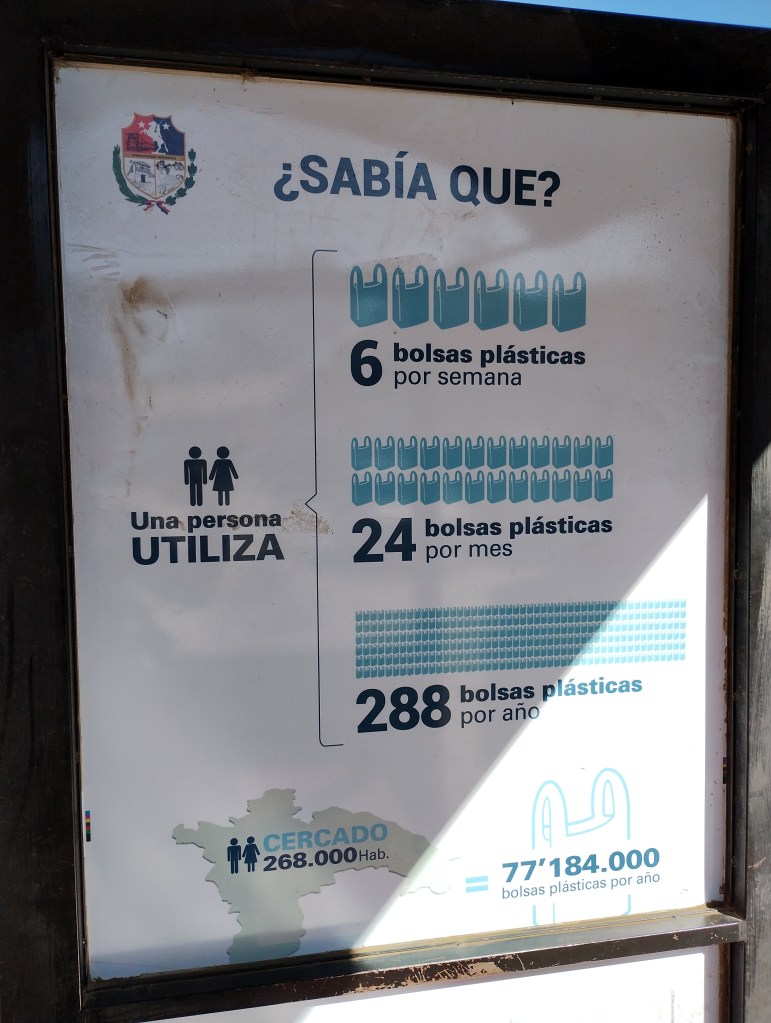 ¿SABÍA QUE?
6 bolsas plásticas
por semana
24 bolsas plásticas
por mes
Una persona
UTILIZA
288 bolsas plásticas
por año
CERCADO
268.000 Hab.
= 77’184.000
bolsas plásticas por año